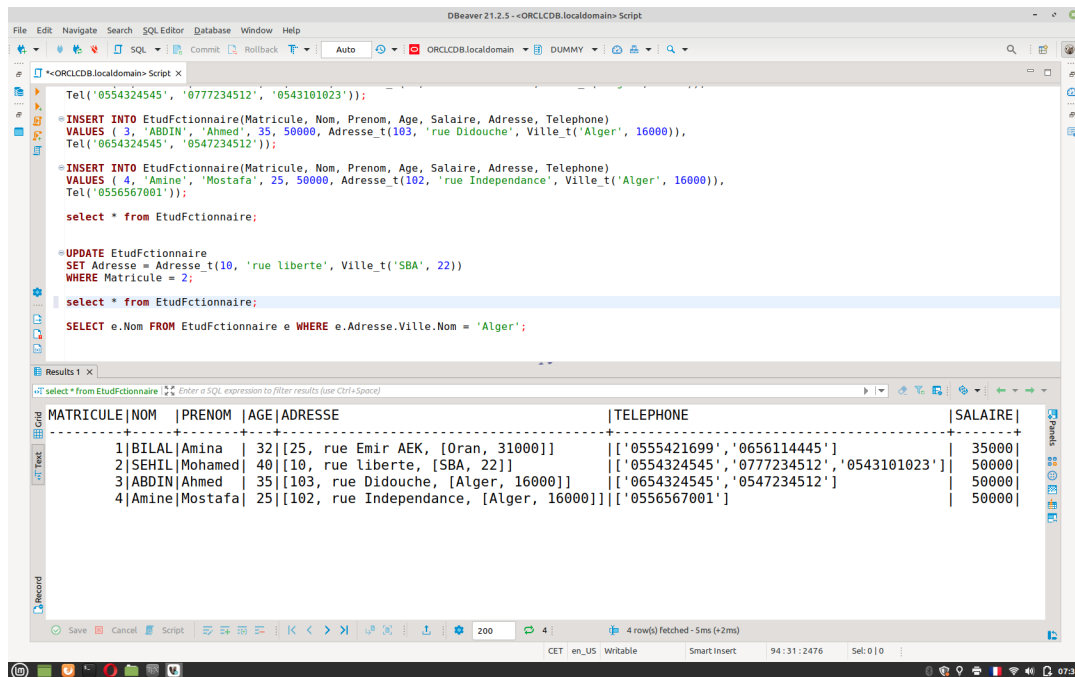 DBeaver 21.2.5 - <ORCLCDB.localdomain> Script
File Edit Navigate Search SQL Editor Database Window Help
SQL Commit Rollback Auto ORCLCDB.localdomain DUMMY
*<ORCLCDB.localdomain> Script
Tel('0554324545', '0777234512', '0543101023'));
INSERT INTO EtudFctionnaire(Matricule, Nom, Prenom, Age, Salaire, Adresse, Telephone)
VALUES ( 3, 'ABDIN', 'Ahmed', 35, 50000, Adresse_t(103, 'rue Didouche', Ville_t('Alger', 16000)),
Tel('0654324545', '0547234512'));
INSERT INTO EtudFctionnaire(Matricule, Nom, Prenom, Age, Salaire, Adresse, Telephone)
VALUES ( 4, 'Amine', 'Mostafa', 25, 50000, Adresse_t(102, 'rue Independance', Ville_t('Alger', 16000)),
Tel('0556567001'));
select * from EtudFctionnaire;
UPDATE EtudFctionnaire
SET Adresse = Adresse_t(10, 'rue liberte', Ville_t('SBA', 22))
WHERE Matricule = 2;
select * from EtudFctionnaire;
SELECT e.Nom FROM EtudFctionnaire e WHERE e.Adresse.Ville.Nom = 'Alger';
Results 1
select * from EtudFctionnaire Enter a SQL expression to filter results (use Ctrl+Space)
Grid
Text
Record
Panels
MATRICULE|NOM |PRENOM |AGE|ADRESSE |TELEPHONE |SALAIRE|
---------+-----+-------+---+----------------------------------------+-----------------------------------------+-------+
1|BILAL|Amina | 32|[25, rue Emir AEK, [Oran, 31000]] |['0555421699','0656114445'] | 35000|
2|SEHIL|Mohamed| 40|[10, rue liberte, [SBA, 22]] |['0554324545','0777234512','0543101023']| 50000|
3|ABDIN|Ahmed | 35|[103, rue Didouche, [Alger, 16000]] |['0654324545','0547234512'] | 50000|
4|Amine|Mostafa| 25|[102, rue Independance, [Alger, 16000]]|['0556567001'] | 50000|
Save Cancel Script 200 4 4 row(s) fetched - 5ms (+2ms)
CET en_US Writable Smart Insert 94 : 31 : 2476 Sel: 0 | 0